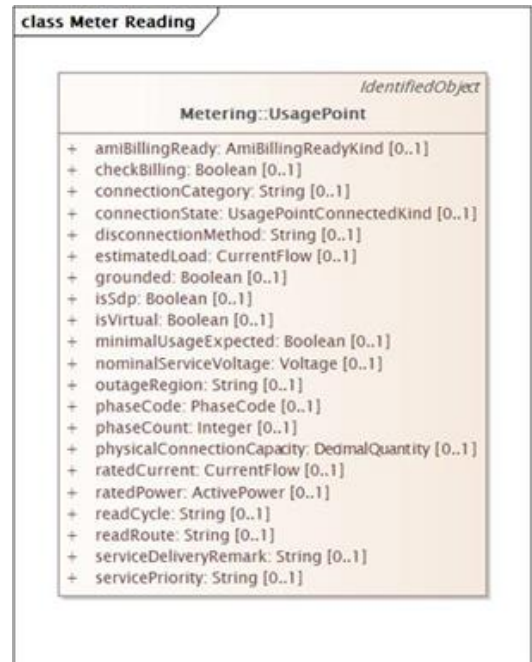 class Meter Reading
IdentifiedObject
Metering::UsagePoint
+ amiBillingReady: AmiBillingReadyKind [0..1]
+ checkBilling: Boolean [0..1]
+ connectionCategory: String [0..1]
+ connectionState: UsagePointConnectedKind [0..1]
+ disconnectionMethod: String [0..1]
+ estimatedLoad: CurrentFlow [0..1]
+ grounded: Boolean [0..1]
+ isSdp: Boolean [0..1]
+ isVirtual: Boolean [0..1]
+ minimalUsageExpected: Boolean [0..1]
+ nominalServiceVoltage: Voltage [0..1]
+ outageRegion: String [0..1]
+ phaseCode: PhaseCode [0..1]
+ phaseCount: Integer [0..1]
+ physicalConnectionCapacity: DecimalQuantity [0..1]
+ ratedCurrent: CurrentFlow [0..1]
+ ratedPower: ActivePower [0..1]
+ readCycle: String [0..1]
+ readRoute: String [0..1]
+ serviceDeliveryRemark: String [0..1]
+ servicePriority: String [0..1]